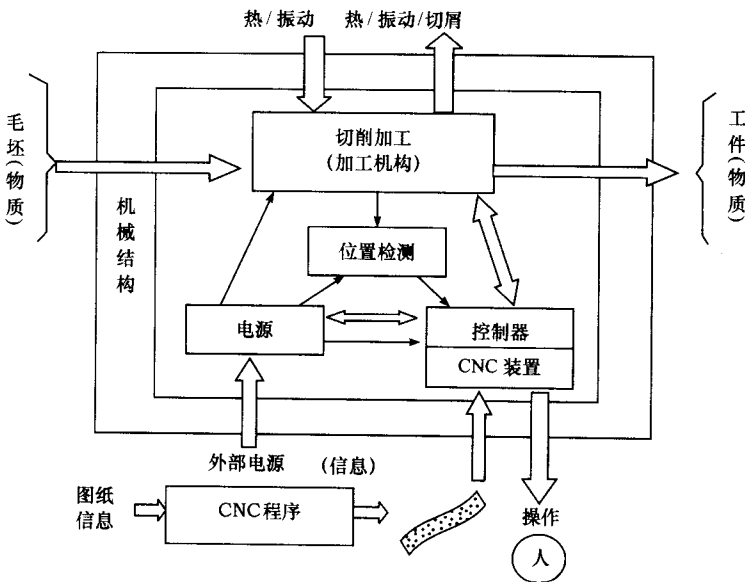 热/振动
热/振动/切屑
毛坯(物质)
切削加工
(加工机构)
工件(物质)
机械结构
位置检测
电源
控制器
CNC 装置
外部电源
(信息)
图纸
信息
CNC程序
操作
人